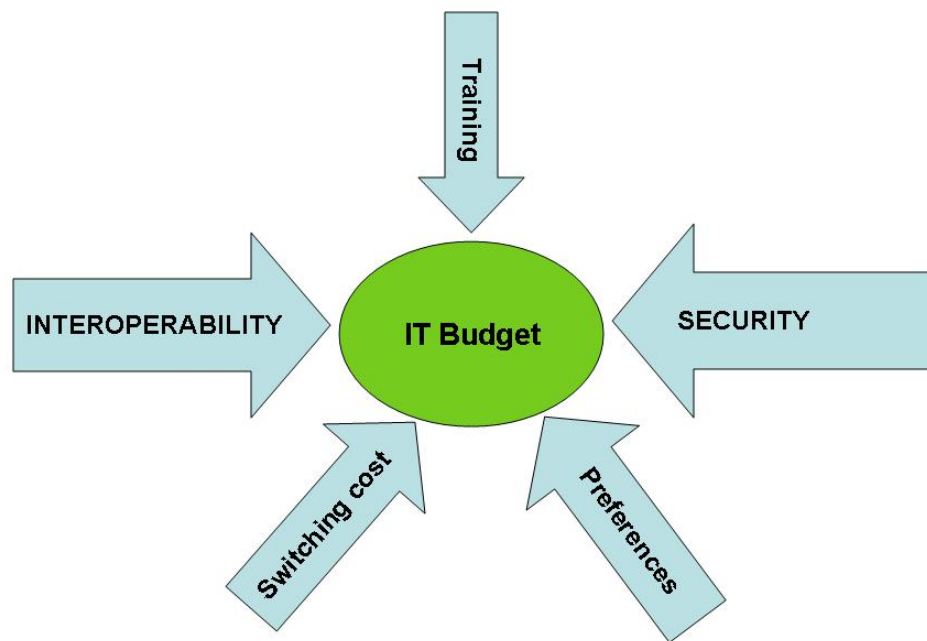 Training
INTEROPERABILITY
IT Budget
SECURITY
Switching cost
Preferences